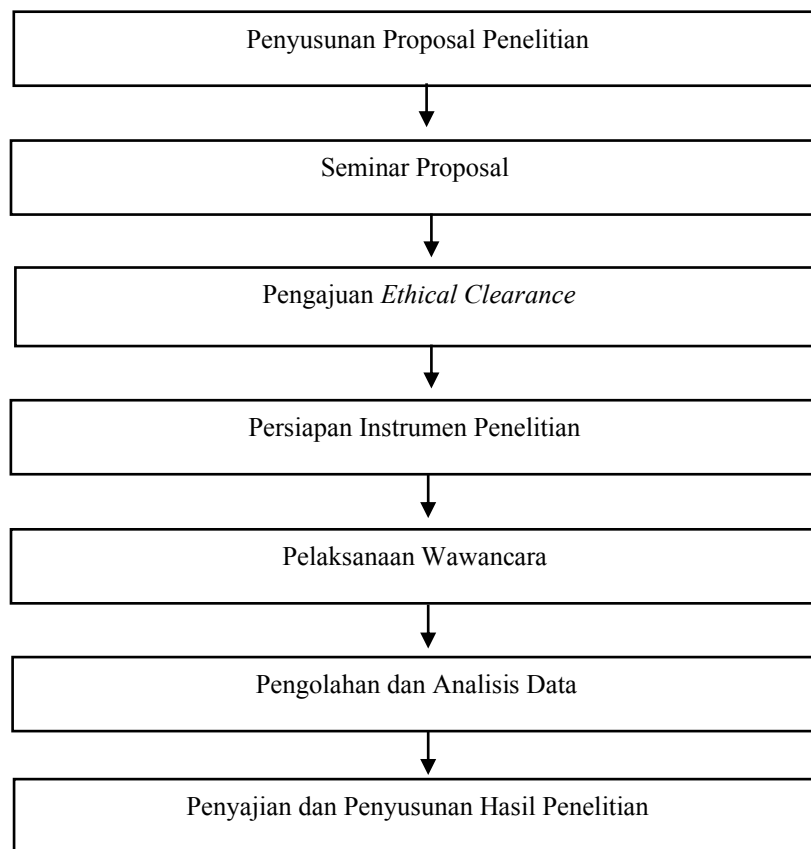 Penyusunan Proposal Penelitian
Seminar Proposal
Pengajuan Ethical Clearance
Persiapan Instrumen Penelitian
Pelaksanaan Wawancara
Pengolahan dan Analisis Data
Penyajian dan Penyusunan Hasil Penelitian